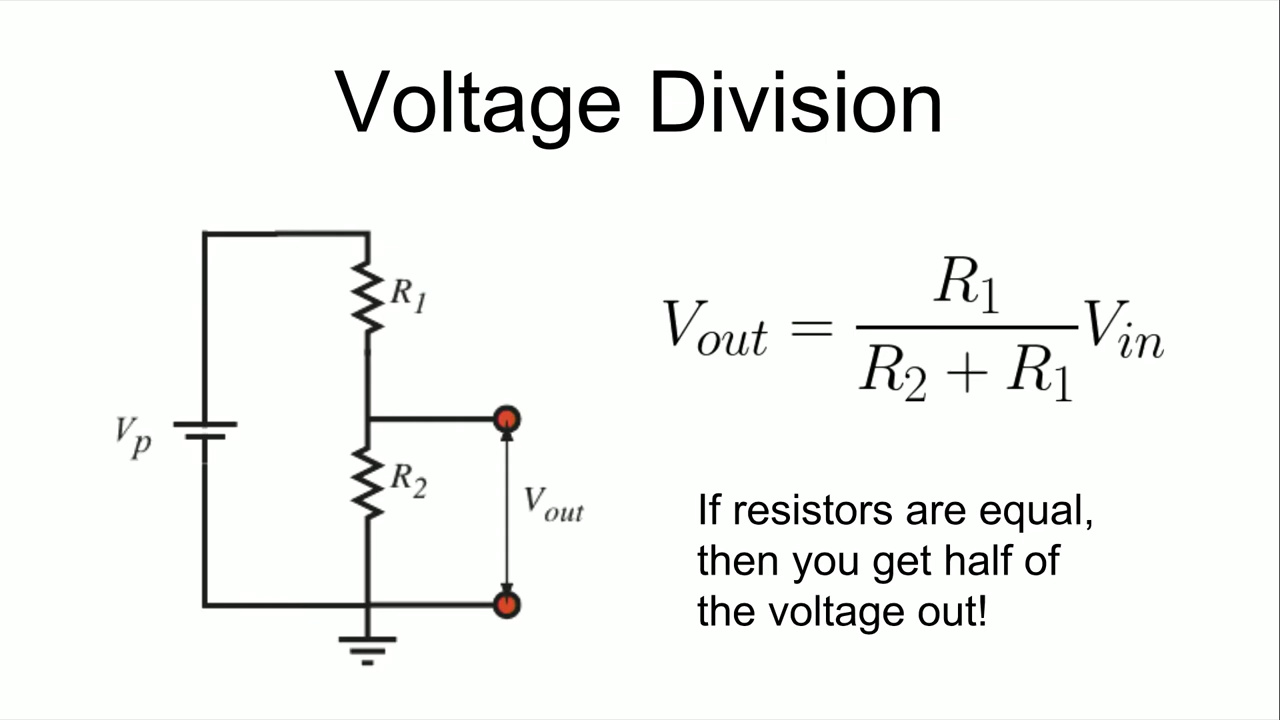 Voltage Division
R1
Vp
R2
Vout
Vout = R1 / (R2 + R1) Vin
If resistors are equal,
then you get half of
the voltage out!